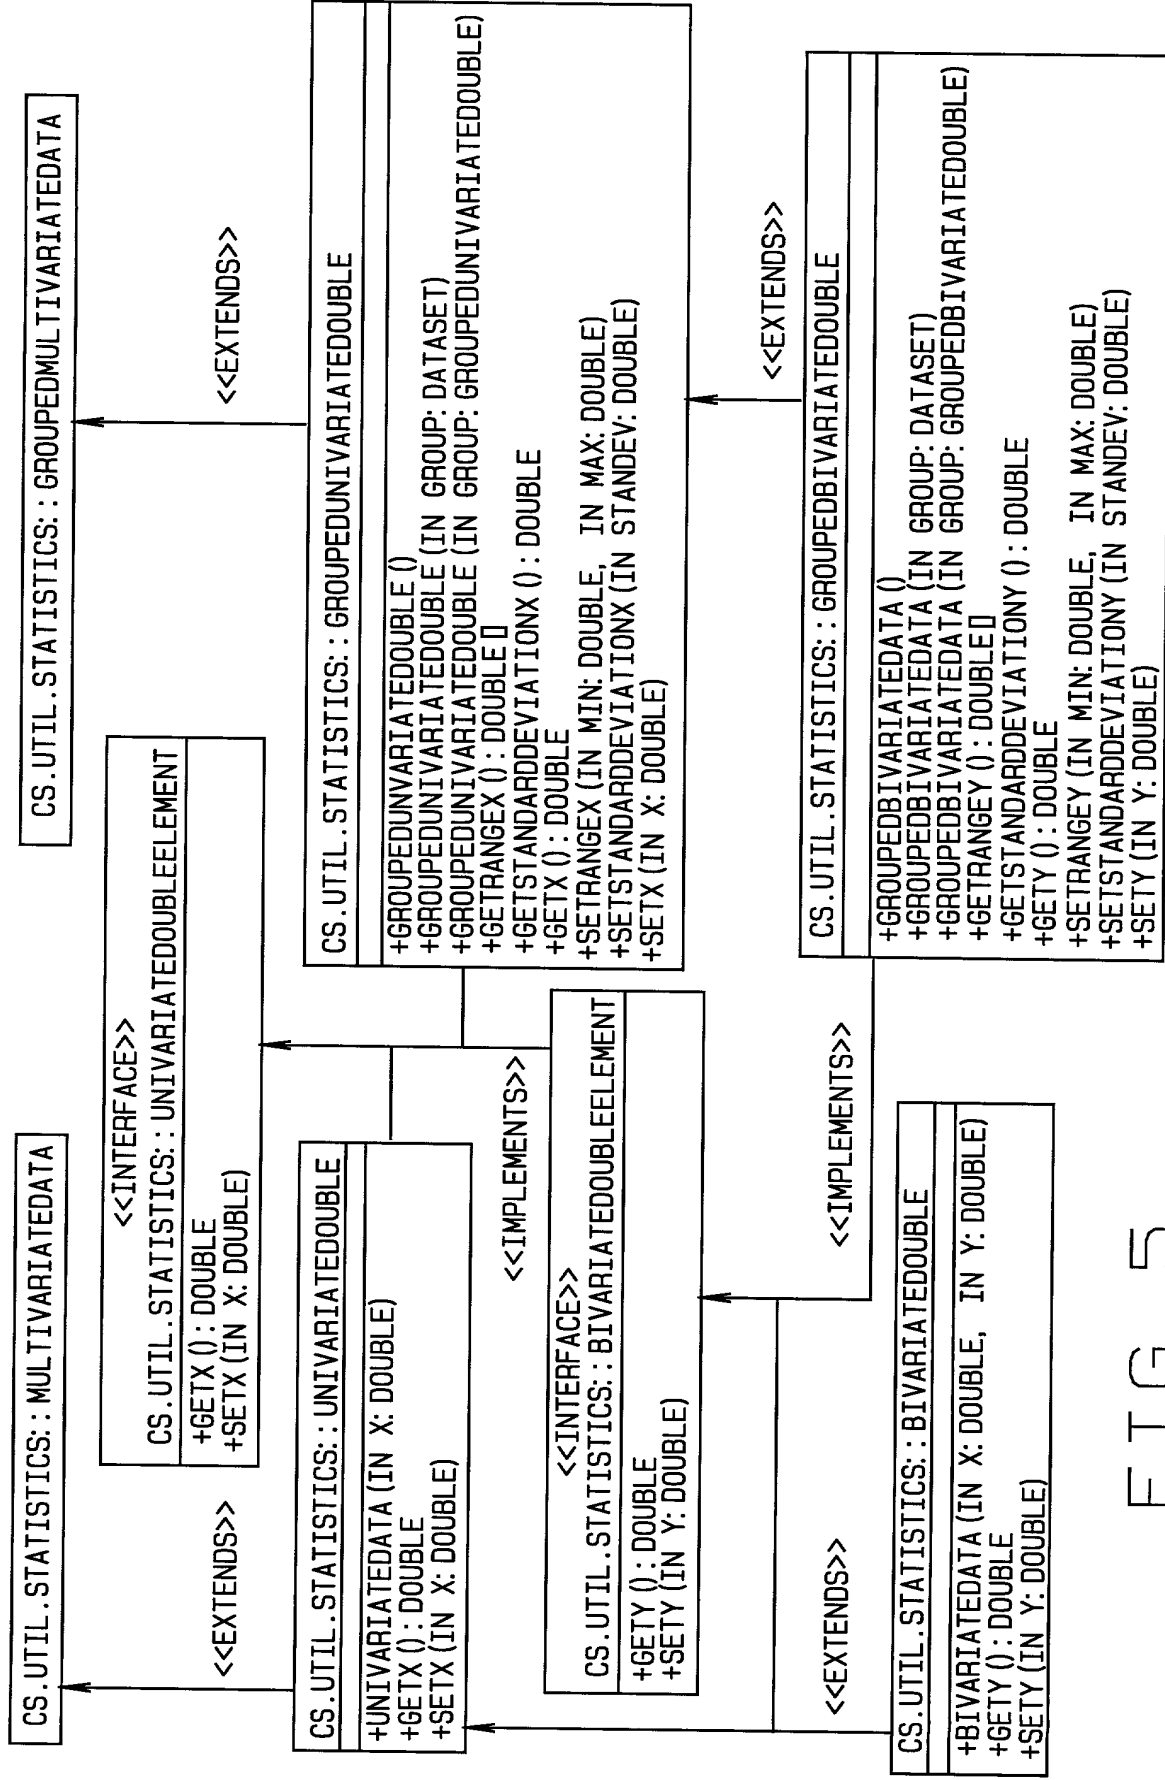 CS.UTIL.STATISTICS::MULTIVARIATEDATA
CS.UTIL.STATISTICS::GROUPEDMULTIVARIATEDATA
<<EXTENDS>>
<<INTERFACE>>
CS.UTIL.STATISTICS::UNIVARIATEDOUBLEELEMENT
+GETX():DOUBLE
+SETX(IN X:DOUBLE)
<<EXTENDS>>
CS.UTIL.STATISTICS::UNIVARIATEDOUBLE
+UNIVARIATEDATA(IN X:DOUBLE)
+GETX():DOUBLE
+SETX(IN X:DOUBLE)
CS.UTIL.STATISTICS::GROUPEDUNIVARIATEDOUBLE
+GROUPEDUNVARIATEDOUBLE()
+GROUPEDUNIVARIATEDOUBLE(IN GROUP:DATASET)
+GROUPEDUNIVARIATEDOUBLE(IN GROUP:GROUPEDUNIVARIATEDOUBLE)
+GETRANGEX():DOUBLE[]
+GETSTANDARDDEVIATIONX():DOUBLE
+GETX():DOUBLE
+SETRANGEX(IN MIN:DOUBLE, IN MAX:DOUBLE)
+SETSTANDARDDEVIATIONX(IN STANDEV:DOUBLE)
+SETX(IN X:DOUBLE)
<<IMPLEMENTS>>
<<INTERFACE>>
CS.UTIL.STATISTICS::BIVARIATEDOUBLEELEMENT
+GETY():DOUBLE
+SETY(IN Y:DOUBLE)
<<EXTENDS>>
<<EXTENDS>>
<<IMPLEMENTS>>
CS.UTIL.STATISTICS::BIVARIATEDOUBLE
+BIVARIATEDATA(IN X:DOUBLE, IN Y:DOUBLE)
+GETY():DOUBLE
+SETY(IN Y:DOUBLE)
CS.UTIL.STATISTICS::GROUPEDBIVARIATEDOUBLE
+GROUPEDBIVARIATEDATA()
+GROUPEDBIVARIATEDATA(IN GROUP:DATASET)
+GROUPEDBIVARIATEDATA(IN GROUP:GROUPEDBIVARIATEDOUBLE)
+GETRANGEY():DOUBLE[]
+GETSTANDARDDEVIATIONY():DOUBLE
+GETY():DOUBLE
+SETRANGEY(IN MIN:DOUBLE, IN MAX:DOUBLE)
+SETSTANDARDDEVIATIONY(IN STANDEV:DOUBLE)
+SETY(IN Y:DOUBLE)
FIG 5